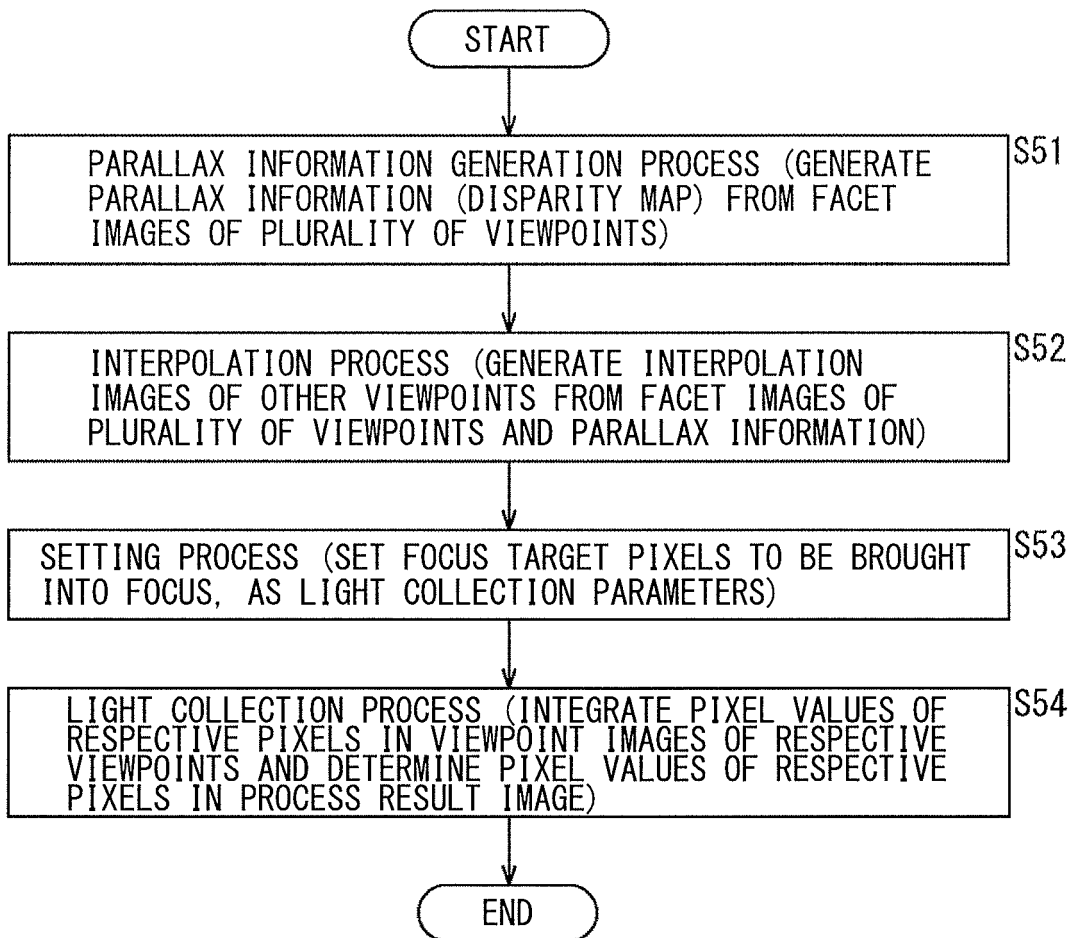 START
S51
PARALLAX INFORMATION GENERATION PROCESS (GENERATE
PARALLAX INFORMATION (DISPARITY MAP) FROM FACET
IMAGES OF PLURALITY OF VIEWPOINTS)
S52
INTERPOLATION PROCESS (GENERATE INTERPOLATION
IMAGES OF OTHER VIEWPOINTS FROM FACET IMAGES OF
PLURALITY OF VIEWPOINTS AND PARALLAX INFORMATION)
S53
SETTING PROCESS (SET FOCUS TARGET PIXELS TO BE BROUGHT
INTO FOCUS, AS LIGHT COLLECTION PARAMETERS)
S54
LIGHT COLLECTION PROCESS (INTEGRATE PIXEL VALUES OF
RESPECTIVE PIXELS IN VIEWPOINT IMAGES OF RESPECTIVE
VIEWPOINTS AND DETERMINE PIXEL VALUES OF RESPECTIVE
PIXELS IN PROCESS RESULT IMAGE)
END